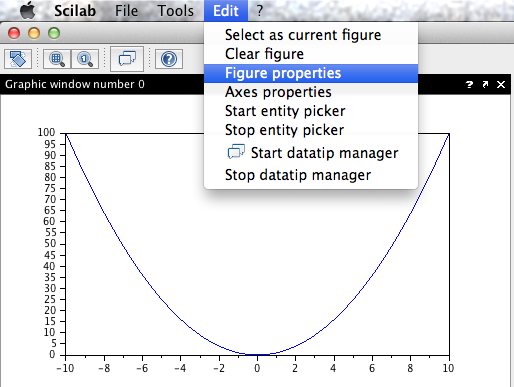 Scilab File Tools Edit ?
Select as current figure
Clear figure
Figure properties
Axes properties
Start entity picker
Stop entity picker
Start datatip manager
Stop datatip manager
1
?
Graphic window number 0
? ↗ ×
100
95
90
85
80
75
70
65
60
55
50
45
40
35
30
25
20
15
10
5
0
-10 -8 -6 -4 -2 0 2 4 6 8 10